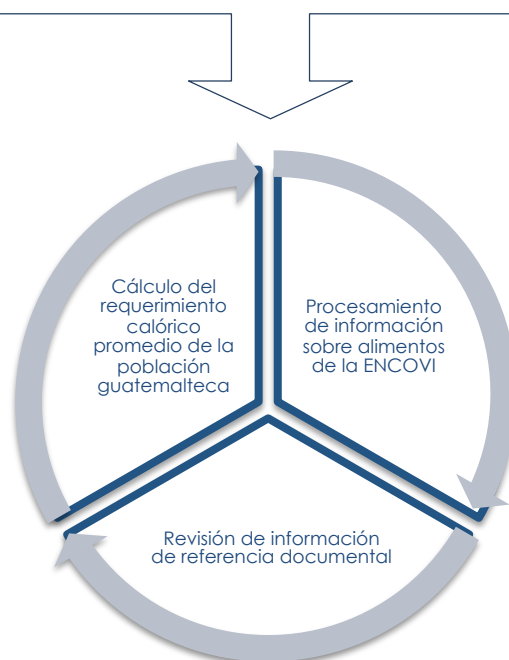 Cálculo del
requerimiento
calórico
promedio de la
población
guatemalteca
Procesamiento
de información
sobre alimentos
de la ENCOVI
Revisión de información
de referencia documental